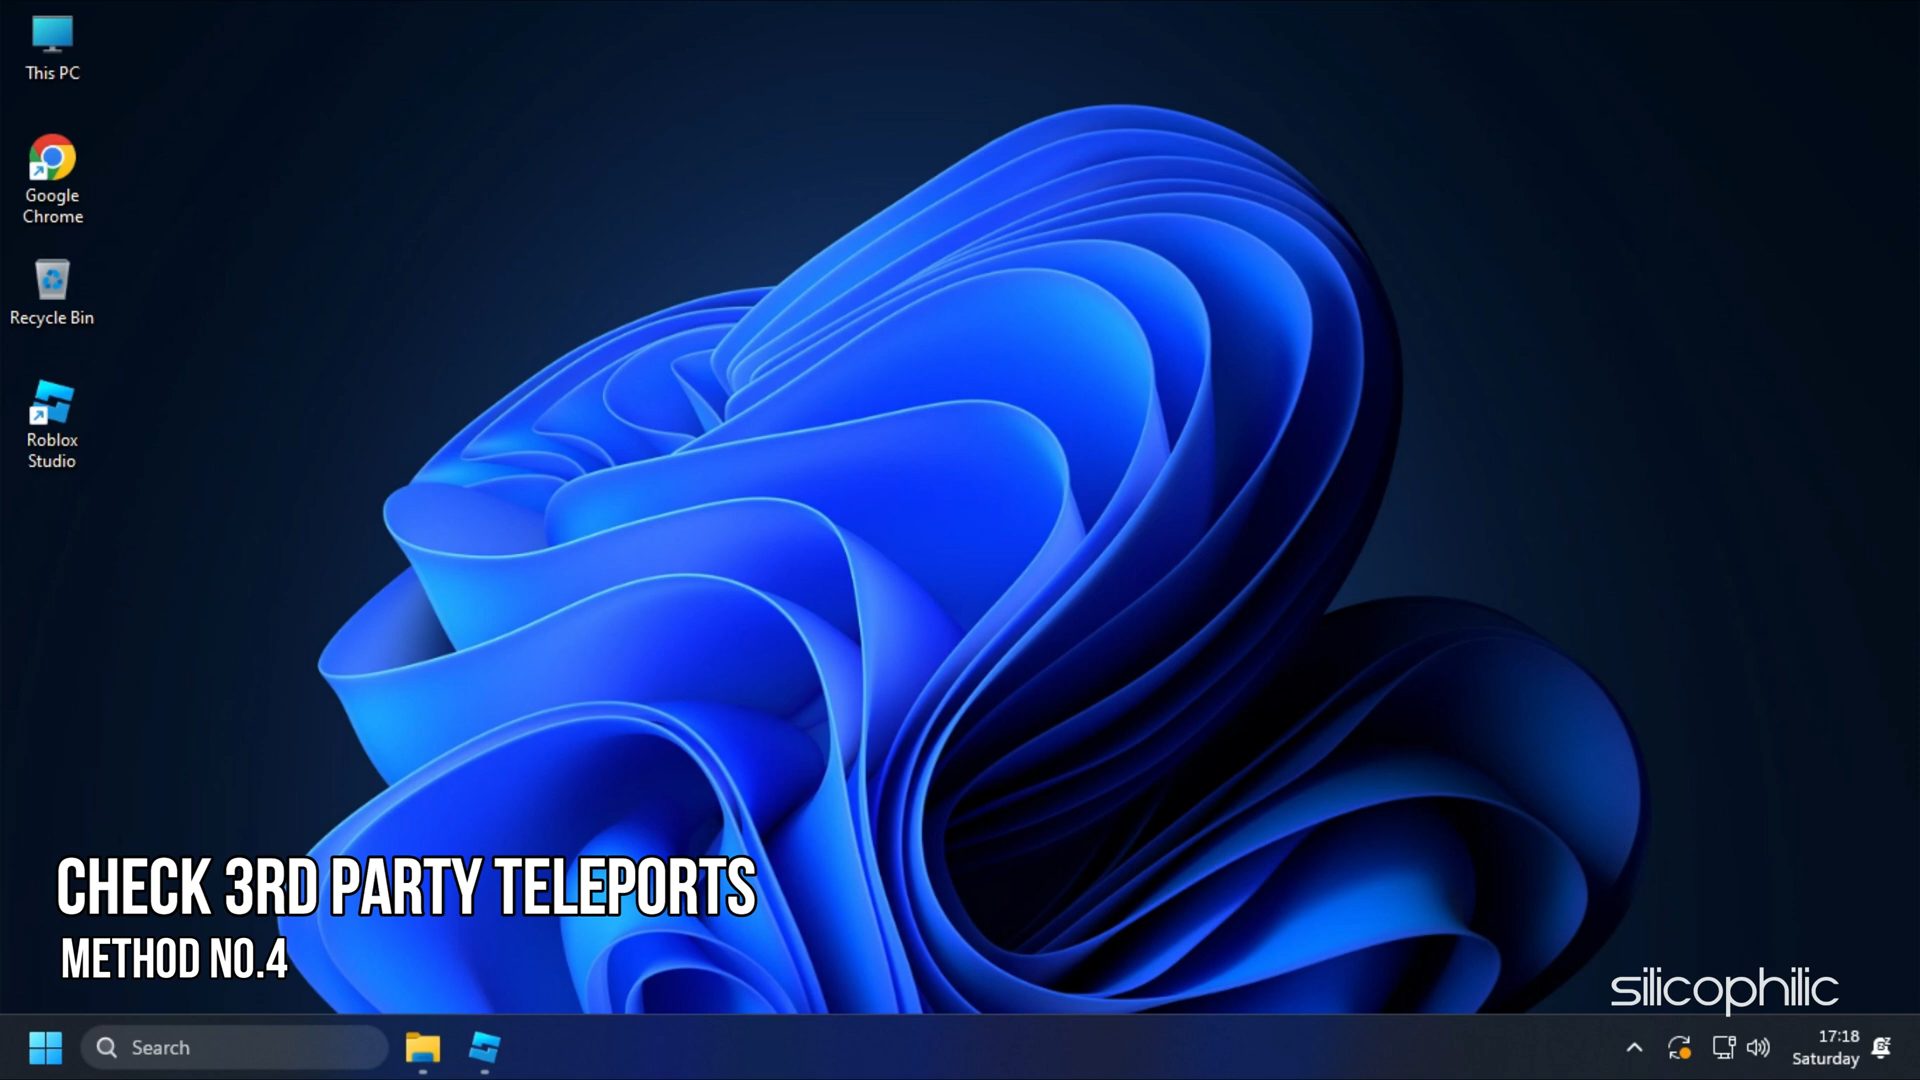 This PC
Google
Chrome
Recycle Bin
Roblox
Studio
CHECK 3RD PARTY TELEPORTS
METHOD NO.4
silicophilic
Search
17:18
Saturday